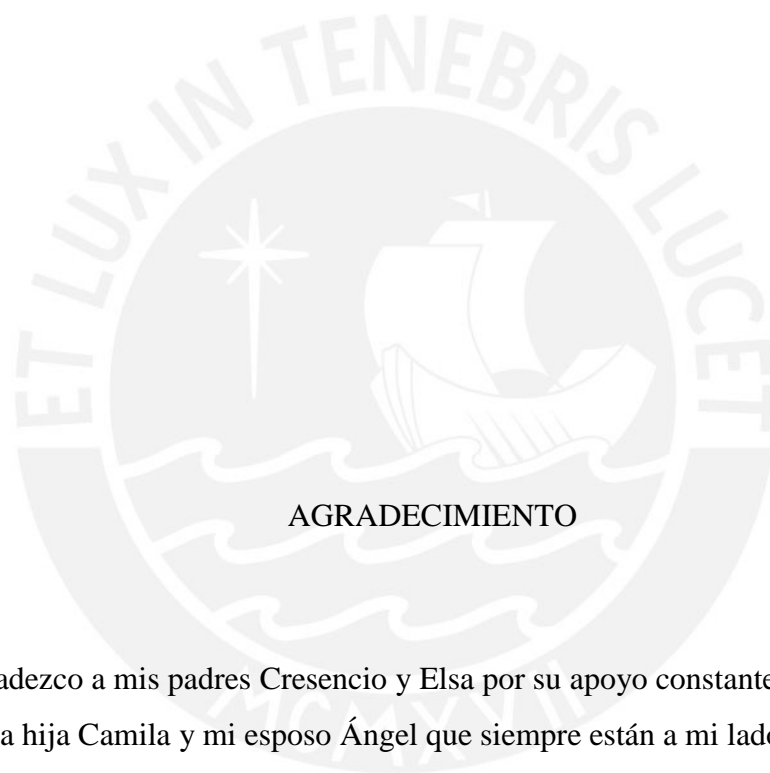 ET LUX IN TENEBRIS LUCET
AGRADECIMIENTO
adezco a mis padres Cresencio y Elsa por su apoyo constante
a hija Camila y mi esposo Ángel que siempre están a mi lado
MCMXVII